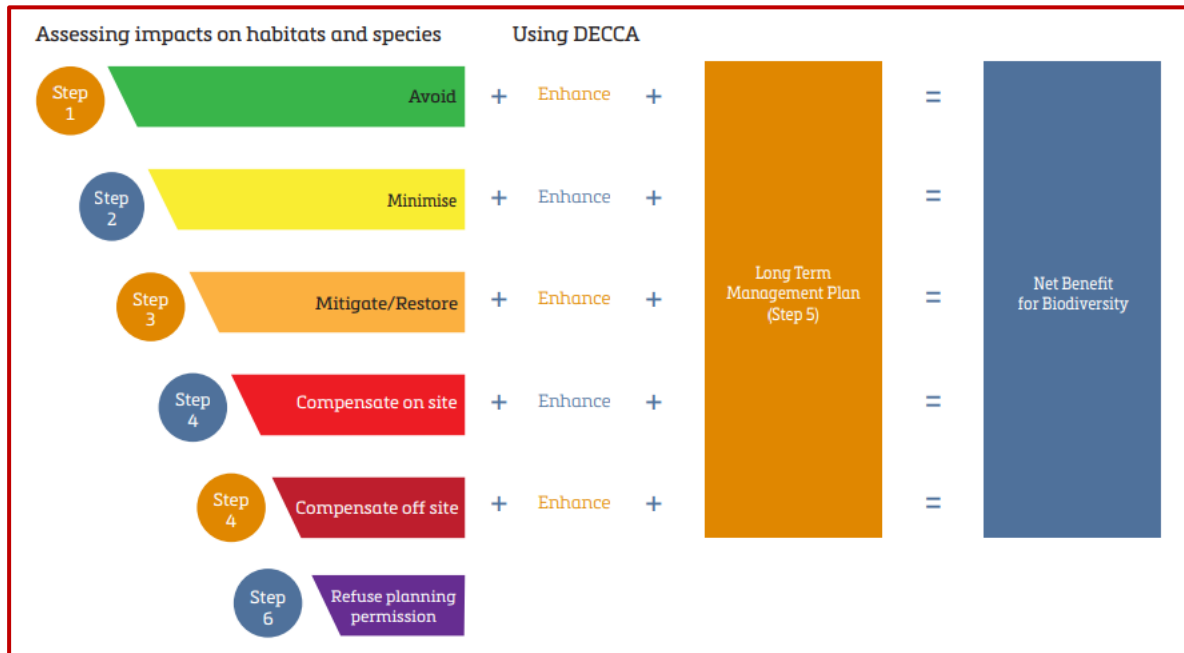 Assessing impacts on habitats and species Using DECCA
Step
1
Avoid + Enhance + =
Step
2
Minimise + Enhance + =
Step
3
Mitigate/Restore + Enhance + =
Long Term
Management Plan
(Step 5)
Net Benefit
for Biodiversity
Step
4
Compensate on site + Enhance + =
Step
4
Compensate off site + Enhance + =
Step
6
Refuse planning
permission